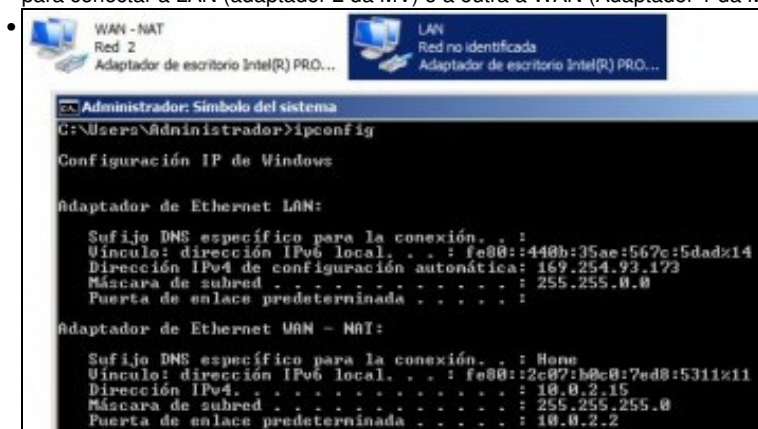 para conectar a LAN (adaptador 2 da MV) e a outra a WAN (Adaptador 1 da M
WAN - NAT
Red 2
Adaptador de escritorio Intel(R) PRO...
LAN
Red no identificada
Adaptador de escritorio Intel(R) PRO...
Administrador: Símbolo del sistema
C:\Users\Administrador>ipconfig
Configuración IP de Windows
Adaptador de Ethernet LAN:
Sufijo DNS específico para la conexión. . :
Vínculo: dirección IPv6 local. . . : fe80::440b:35ae:567c:5dad%14
Dirección IPv4 de configuración automática: 169.254.93.173
Máscara de subred . . . . . . . . . . . . : 255.255.0.0
Puerta de enlace predeterminada . . . . . :
Adaptador de Ethernet WAN - NAT:
Sufijo DNS específico para la conexión. . : Home
Vínculo: dirección IPv6 local. . . : fe80::2c07:b0c0:7ed8:5311%11
Dirección IPv4. . . . . . . . . . . . . . : 10.0.2.15
Máscara de subred . . . . . . . . . . . . : 255.255.255.0
Puerta de enlace predeterminada . . . . . : 10.0.2.2